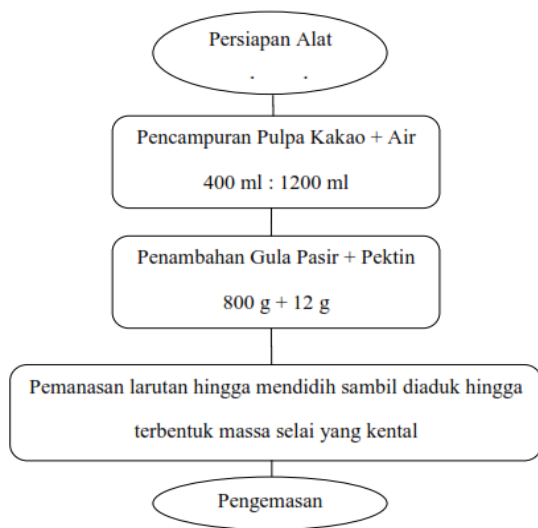 Persiapan Alat
. .
Pencampuran Pulpa Kakao + Air
400 ml : 1200 ml
Penambahan Gula Pasir + Pektin
800 g + 12 g
Pemanasan larutan hingga mendidih sambil diaduk hingga
terbentuk massa selai yang kental
Pengemasan